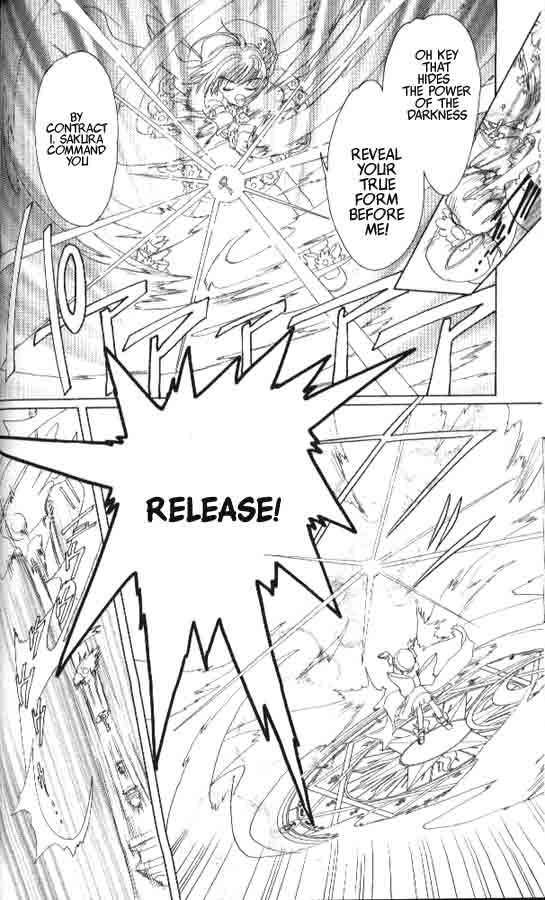 OH KEY
THAT
HIDES
THE POWER
OF THE
DARKNESS
REVEAL
YOUR
TRUE
FORM
BEFORE
ME!
BY
CONTRACT
I, SAKURA
COMMAND
YOU
RELEASE!